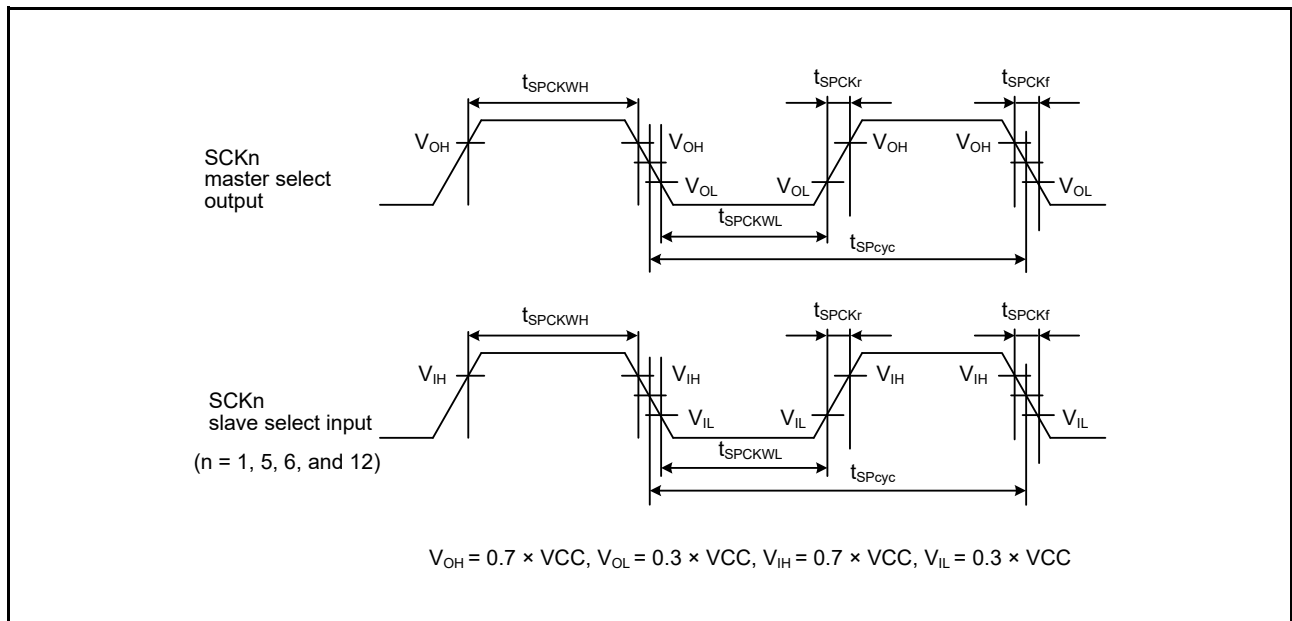 tSPCKWH
tSPCKr
tSPCKf
VOH
VOH
VOH
VOH
SCKn
master select
output
VOL
VOL
VOL
tSPCKWL
tSPcyc
tSPCKWH
tSPCKr
tSPCKf
VIH
VIH
VIH
VIH
SCKn
slave select input
(n = 1, 5, 6, and 12)
VIL
VIL
VIL
tSPCKWL
tSPcyc
VOH = 0.7 × VCC, VOL = 0.3 × VCC, VIH = 0.7 × VCC, VIL = 0.3 × VCC